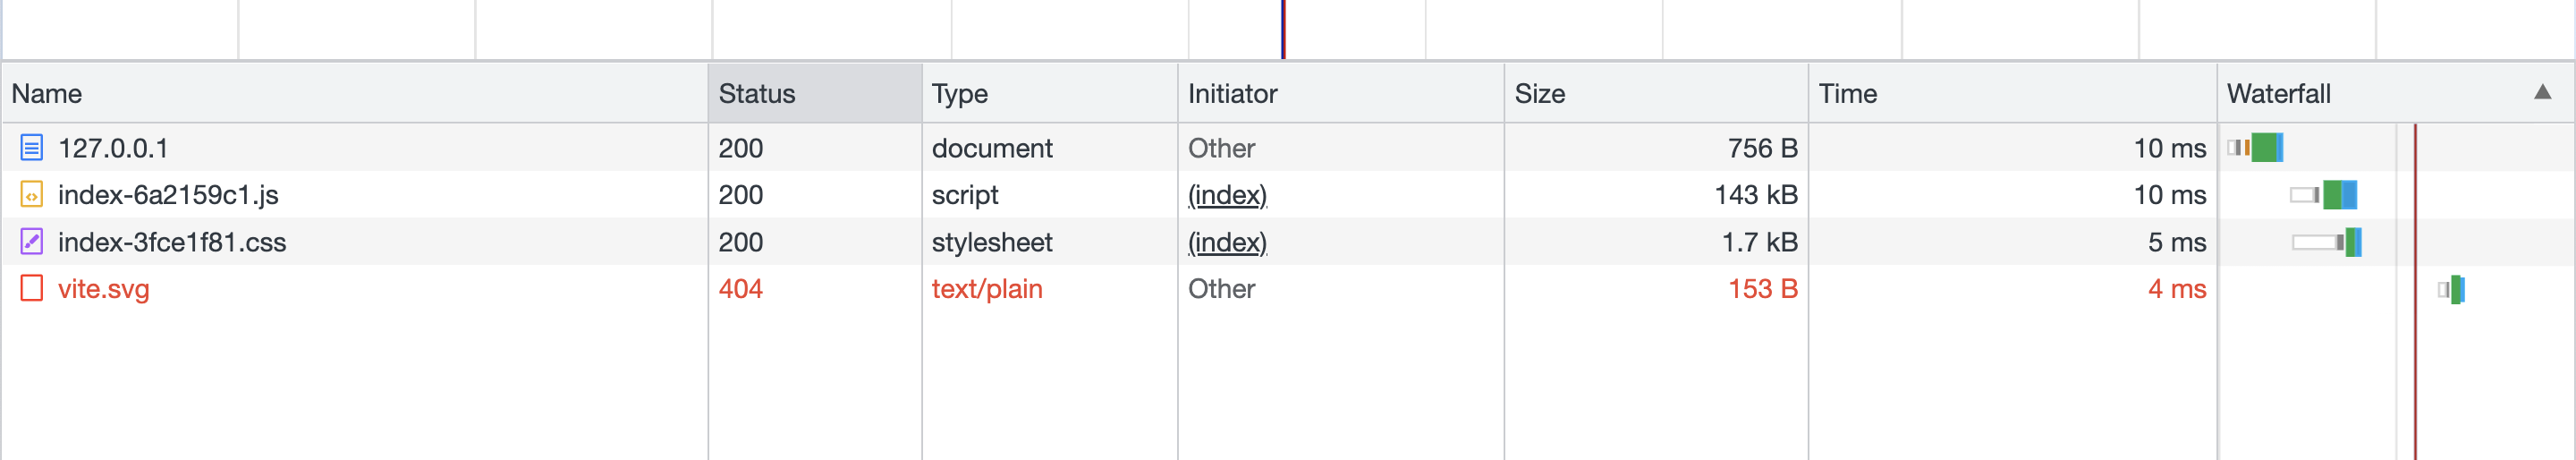 Name Status Type Initiator Size Time Waterfall ▲
127.0.0.1 200 document Other 756 B 10 ms
index-6a2159c1.js 200 script (index) 143 kB 10 ms
index-3fce1f81.css 200 stylesheet (index) 1.7 kB 5 ms
vite.svg 404 text/plain Other 153 B 4 ms